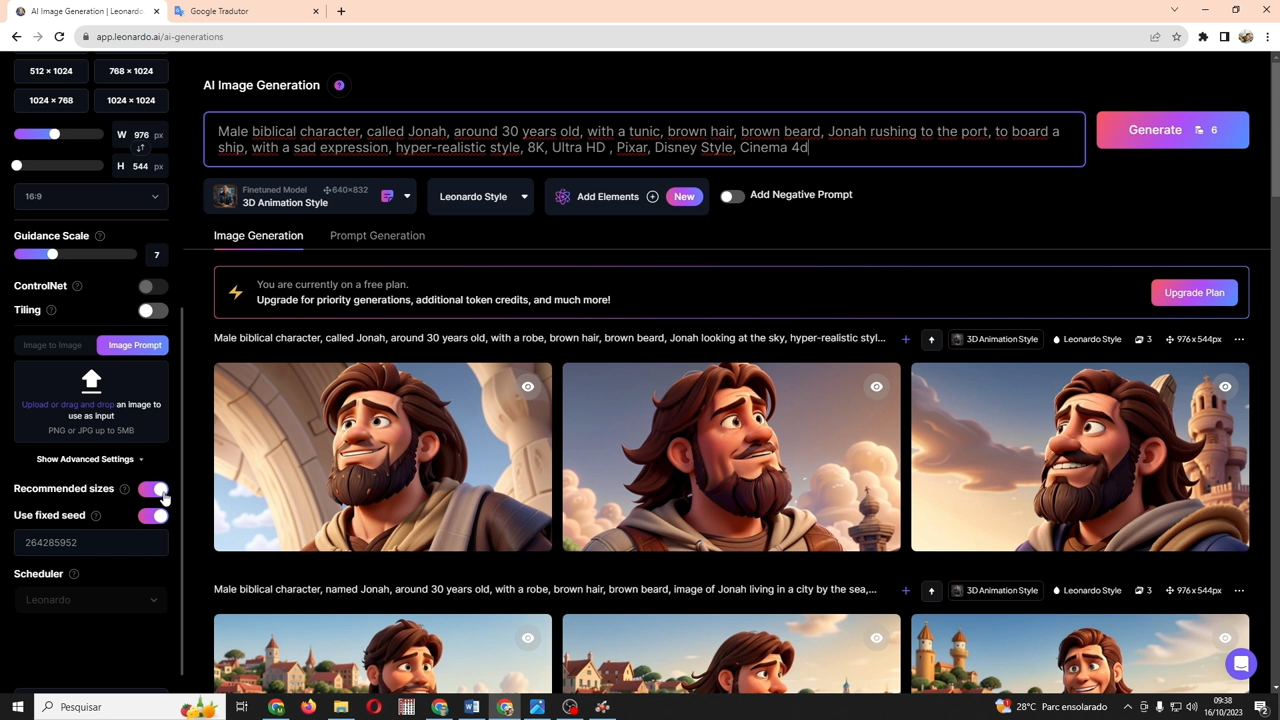 AI Image Generation | Leonardo
Google Tradutor
app.leonardo.ai/ai-generations
512 × 1024
768 × 1024
1024 × 768
1024 × 1024
W 976 px
H 544 px
16:9
Guidance Scale
7
ControlNet
Tiling
Image to Image
Image Prompt
Upload or drag and drop an image to
use as input
PNG or JPG up to 5MB
Show Advanced Settings
Recommended sizes
Use fixed seed
264285952
Scheduler
Leonardo
AI Image Generation
Male biblical character, called Jonah, around 30 years old, with a tunic, brown hair, brown beard, Jonah rushing to the port, to board a
ship, with a sad expression, hyper-realistic style, 8K, Ultra HD , Pixar, Disney Style, Cinema 4d
Generate 6
Finetuned Model 640×832
3D Animation Style
Leonardo Style
Add Elements
New
Add Negative Prompt
Image Generation
Prompt Generation
You are currently on a free plan.
Upgrade for priority generations, additional token credits, and much more!
Upgrade Plan
Male biblical character, called Jonah, around 30 years old, with a robe, brown hair, brown beard, Jonah looking at the sky, hyper-realistic styl...
3D Animation Style
Leonardo Style
3
976 x 544px
Male biblical character, named Jonah, around 30 years old, with a robe, brown hair, brown beard, image of Jonah living in a city by the sea,...
3D Animation Style
Leonardo Style
3
976 x 544px
Pesquisar
28°C Parc ensolarado
09:38
16/10/2023